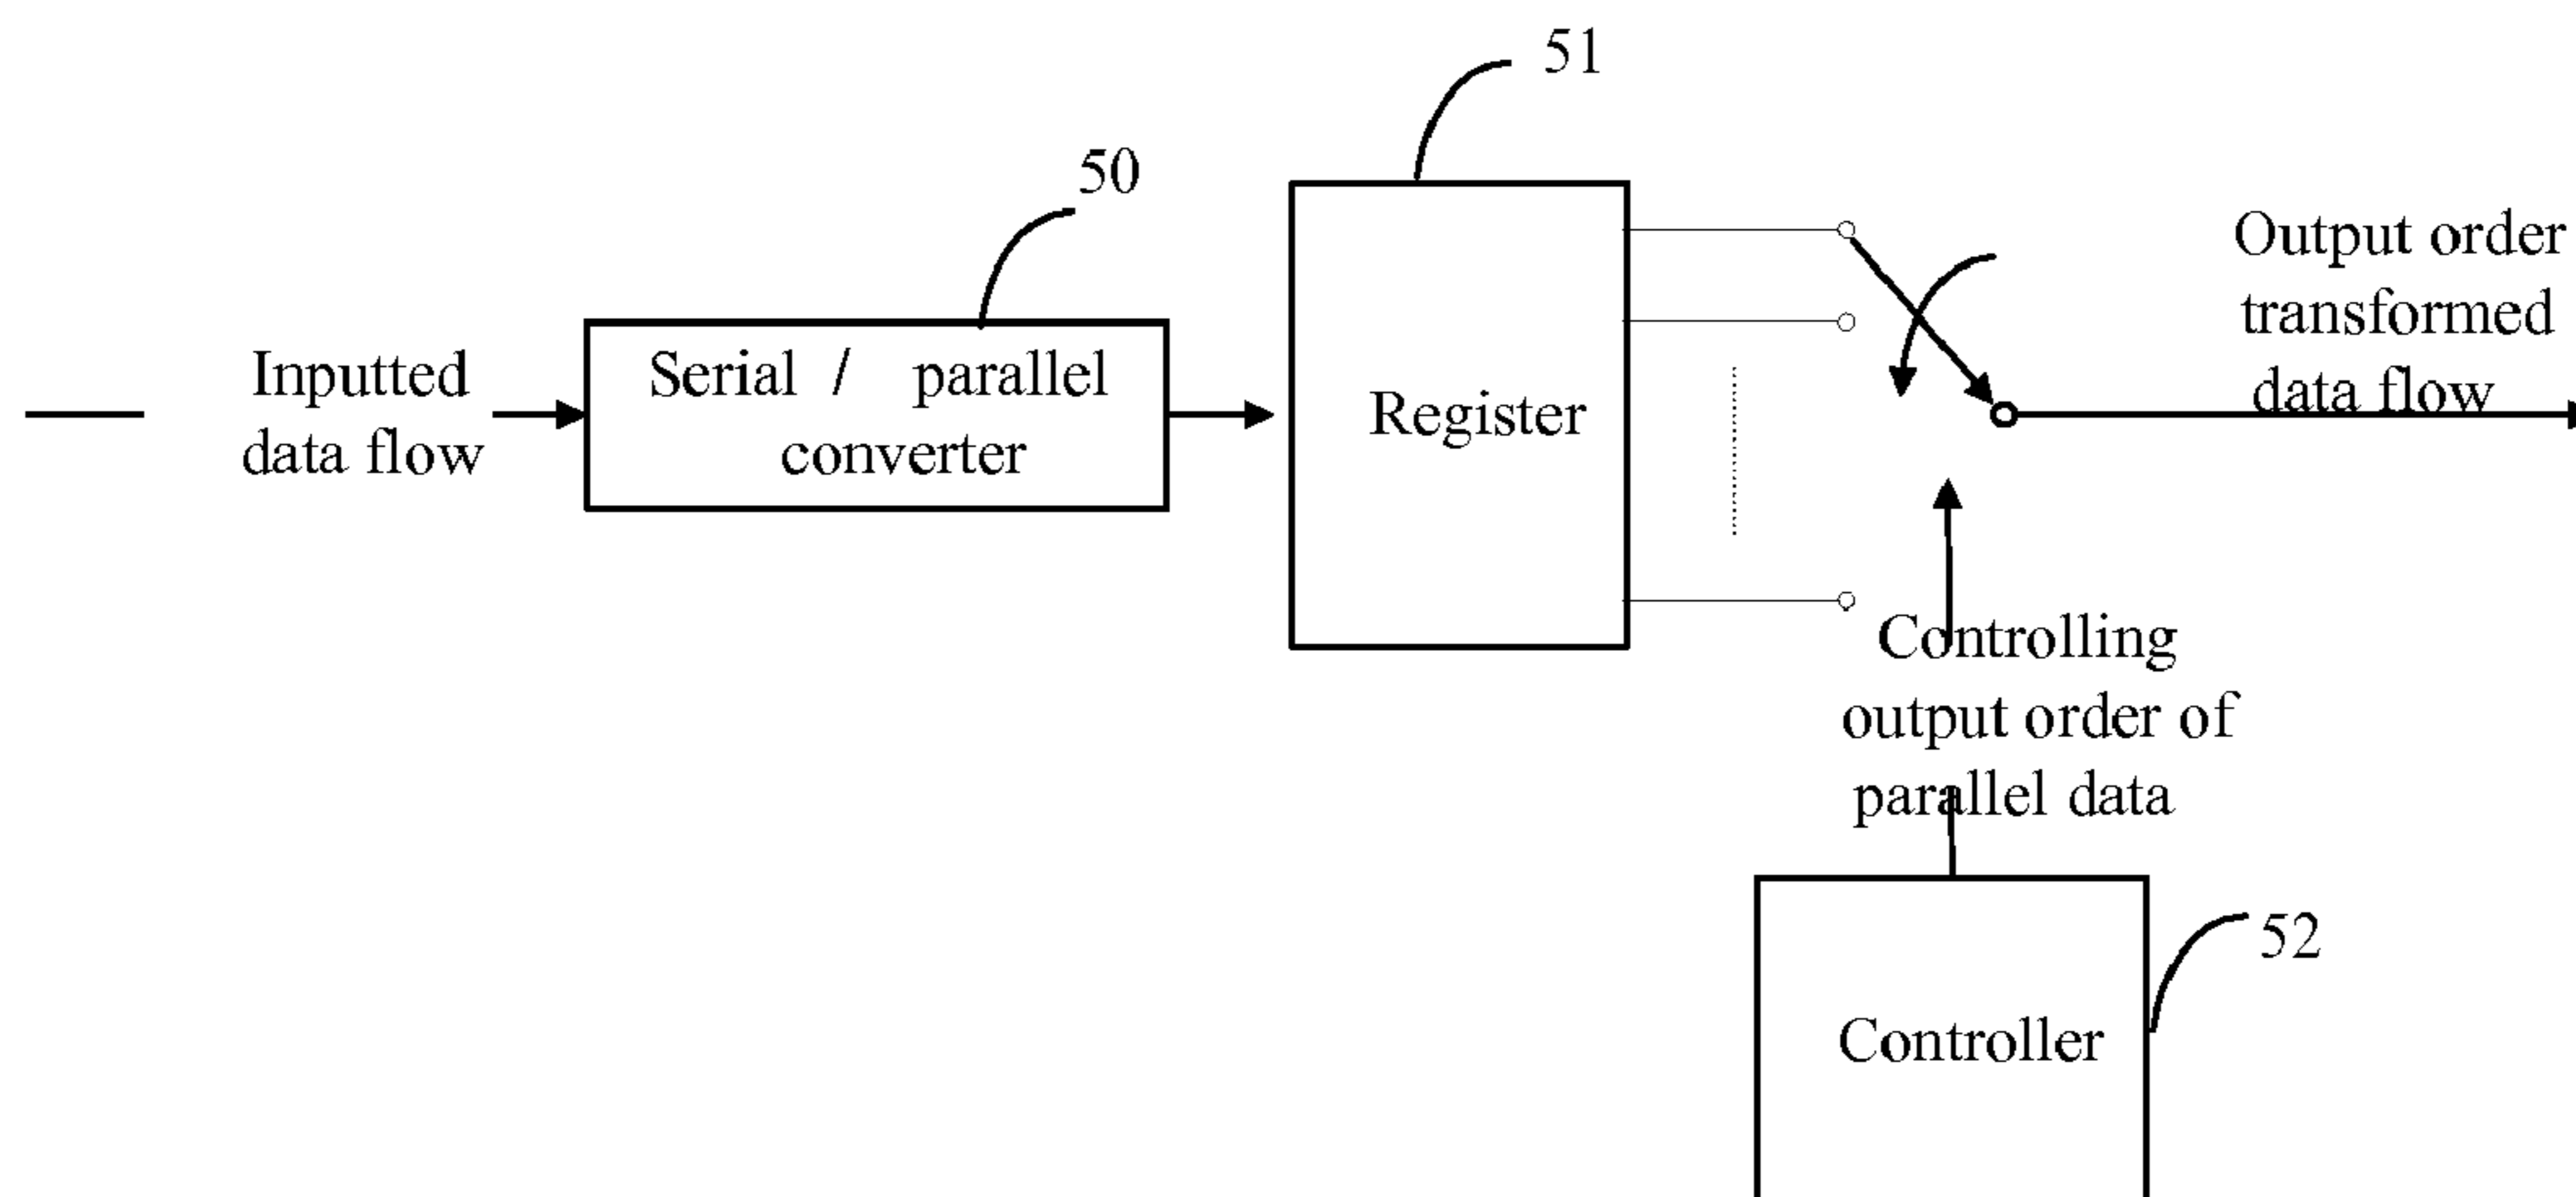 51
50
Output order
transformed
data flow
Inputted
data flow
Serial / parallel
converter
Register
Controlling
output order of
parallel data
52
Controller